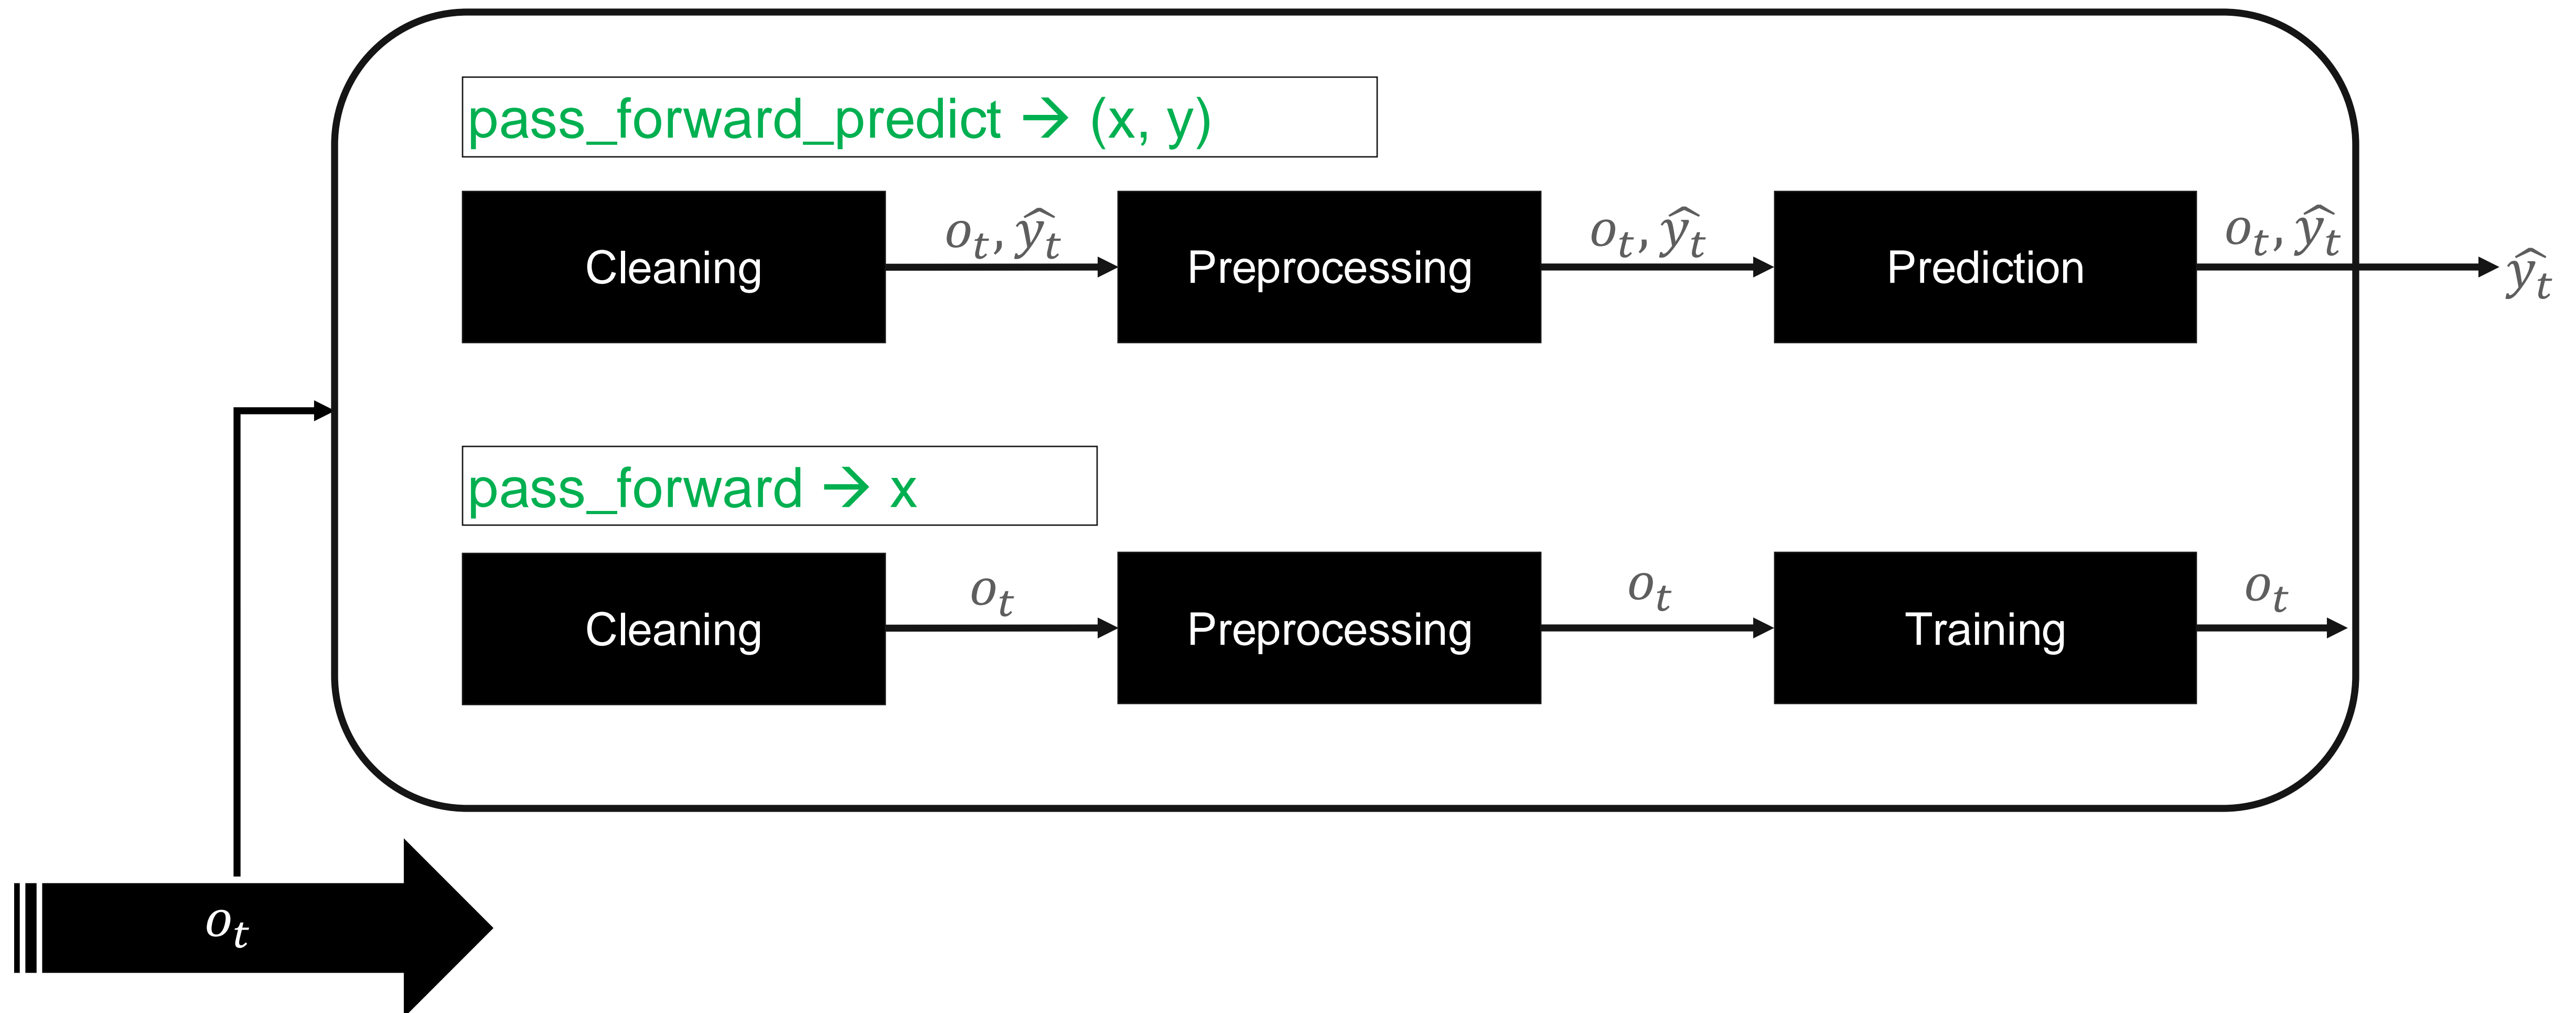 pass_forward_predict → (x, y)
Cleaning
oₜ, ŷₜ
Preprocessing
oₜ, ŷₜ
Prediction
oₜ, ŷₜ
ŷₜ
pass_forward → x
Cleaning
oₜ
Preprocessing
oₜ
Training
oₜ
oₜ